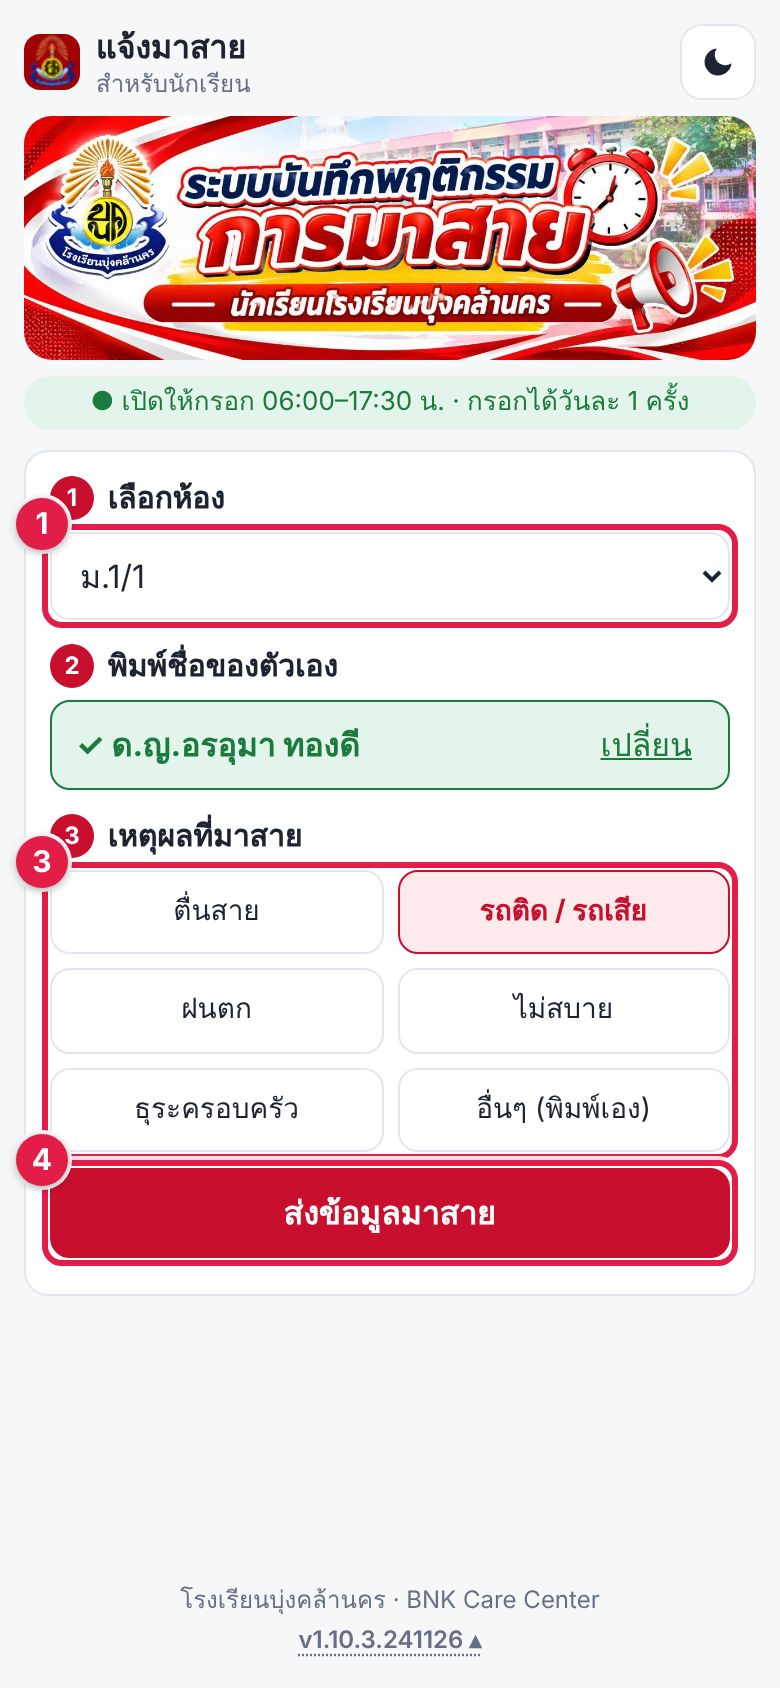 แจ้งมาสาย
สำหรับนักเรียน
ระบบบันทึกพฤติกรรม
การมาสาย
นักเรียนโรงเรียนบุ่งคล้านคร
บค
โรงเรียนบุ่งคล้านคร
● เปิดให้กรอก 06:00–17:30 น. · กรอกได้วันละ 1 ครั้ง
1 เลือกห้อง
1
ม.1/1
2 พิมพ์ชื่อของตัวเอง
✓ ด.ญ.อรอุมา ทองดี เปลี่ยน
3 เหตุผลที่มาสาย
3
ตื่นสาย รถติด / รถเสีย
ฝนตก ไม่สบาย
ธุระครอบครัว อื่นๆ (พิมพ์เอง)
4
ส่งข้อมูลมาสาย
โรงเรียนบุ่งคล้านคร · BNK Care Center
v1.10.3.241126 ▲